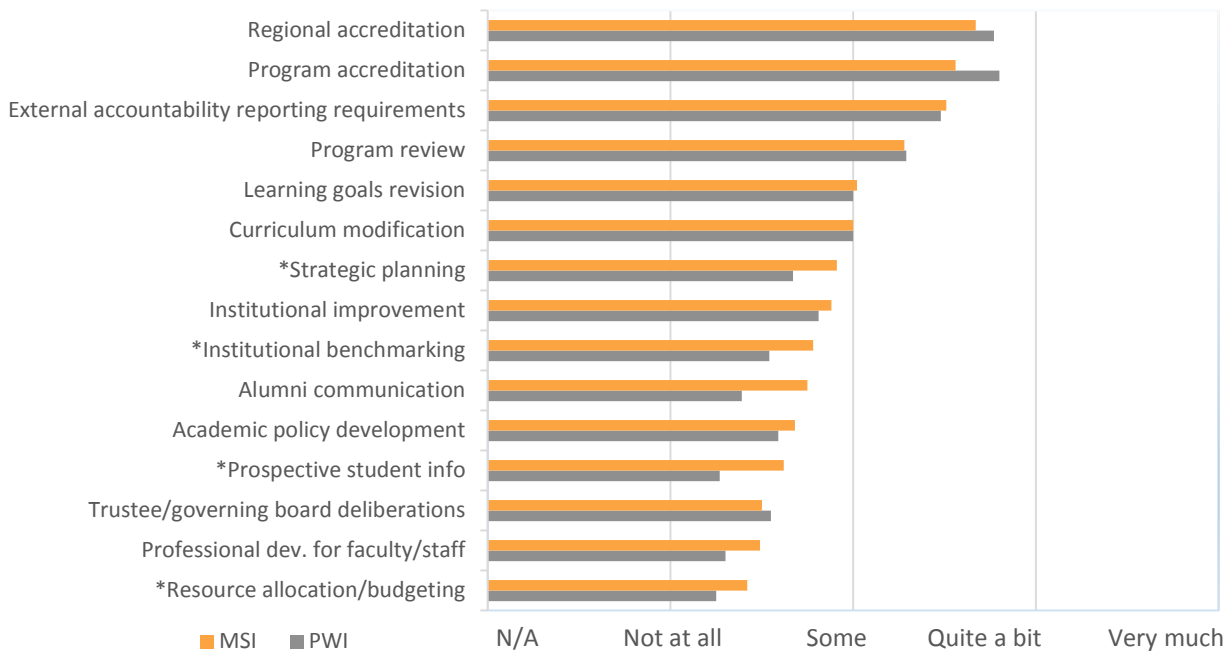 Regional accreditation
Program accreditation
External accountability reporting requirements
Program review
Learning goals revision
Curriculum modification
*Strategic planning
Institutional improvement
*Institutional benchmarking
Alumni communication
Academic policy development
*Prospective student info
Trustee/governing board deliberations
Professional dev. for faculty/staff
*Resource allocation/budgeting
MSI PWI N/A Not at all Some Quite a bit Very much